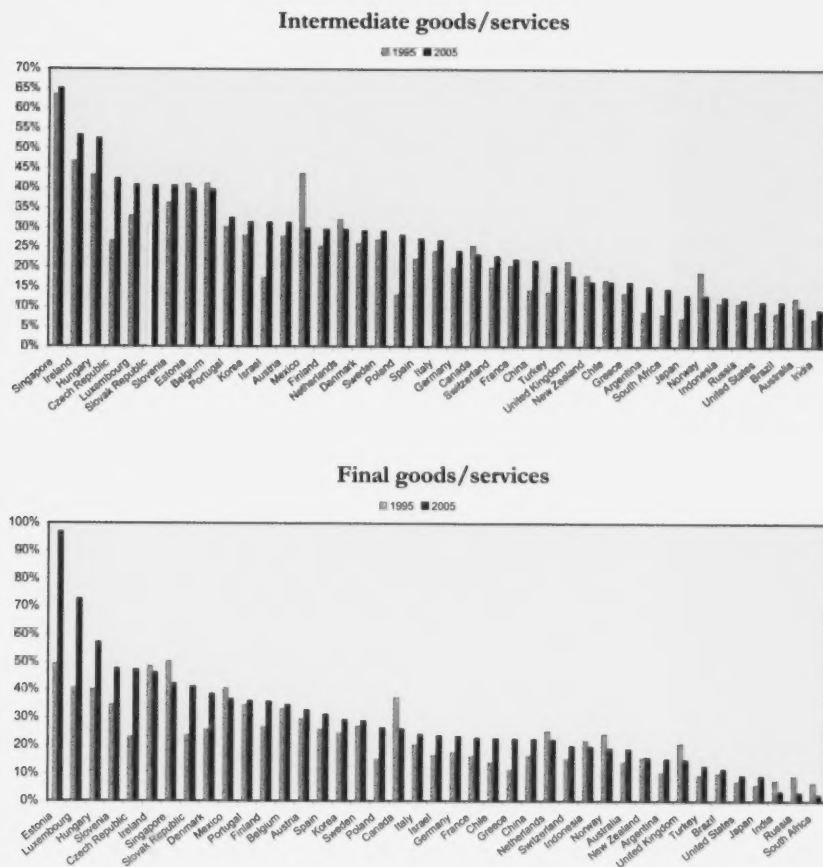 Intermediate goods/services
1995 2005
70%
65%
60%
55%
50%
45%
40%
35%
30%
25%
20%
15%
10%
5%
0%
Singapore
Ireland
Hungary
Czech Republic
Luxembourg
Slovak Republic
Slovenia
Estonia
Belgium
Portugal
Korea
Israel
Austria
Mexico
Finland
Netherlands
Denmark
Sweden
Poland
Spain
Italy
Germany
Canada
Switzerland
France
China
Turkey
United Kingdom
New Zealand
Chile
Greece
Argentina
South Africa
Japan
Norway
Indonesia
Russia
United States
Brazil
Australia
India
Final goods/services
1995 2005
100%
90%
80%
70%
60%
50%
40%
30%
20%
10%
0%
Estonia
Luxembourg
Hungary
Slovenia
Czech Republic
Ireland
Singapore
Slovak Republic
Denmark
Mexico
Portugal
Finland
Belgium
Austria
Spain
Korea
Sweden
Poland
Canada
Italy
Israel
Germany
France
Chile
Greece
China
Netherlands
Switzerland
Indonesia
Norway
Australia
New Zealand
Argentina
United Kingdom
Turkey
Brazil
United States
Japan
India
Russia
South Africa